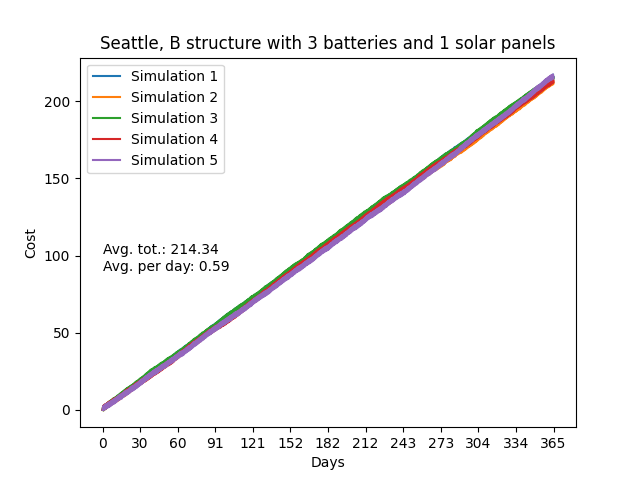 Seattle, B structure with 3 batteries and 1 solar panels
Simulation 1
Simulation 2
Simulation 3
Simulation 4
Simulation 5
200
150
100
50
0
Cost
Avg. tot.: 214.34
Avg. per day: 0.59
0 30 60 91 121 152 182 212 243 273 304 334 365
Days